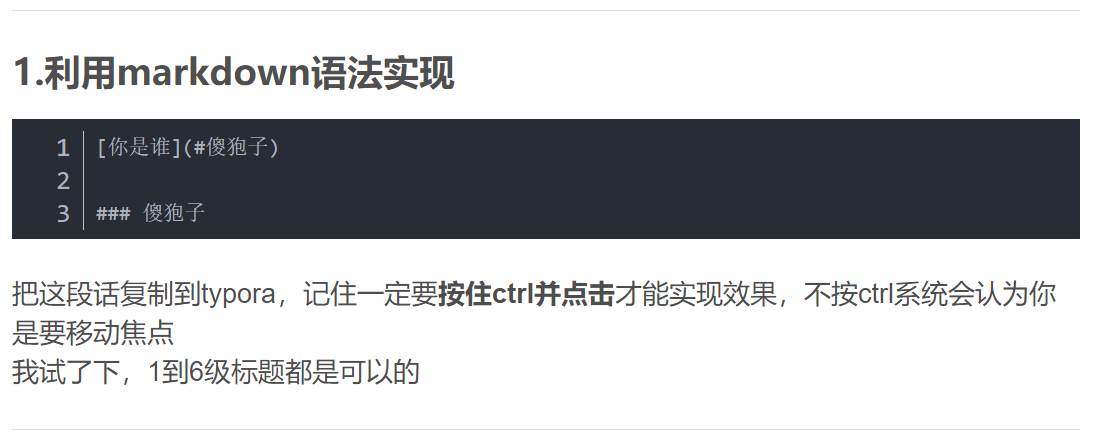 1.利用markdown语法实现
1 [你是谁](#傻狍子)
2
3 ### 傻狍子
把这段话复制到typora，记住一定要按住ctrl并点击才能实现效果，不按ctrl系统会认为你
是要移动焦点
我试了下，1到6级标题都是可以的